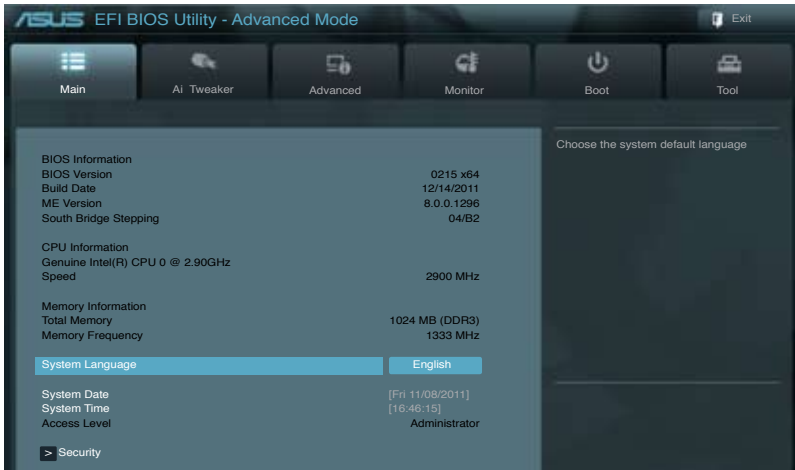 ASUS EFI BIOS Utility - Advanced Mode
Exit
Main
Ai Tweaker
Advanced
Monitor
Boot
Tool
Choose the system default language
BIOS Information
BIOS Version 0215 x64
Build Date 12/14/2011
ME Version 8.0.0.1296
South Bridge Stepping 04/B2
CPU Information
Genuine Intel(R) CPU 0 @ 2.90GHz
Speed 2900 MHz
Memory Information
Total Memory 1024 MB (DDR3)
Memory Frequency 1333 MHz
System Language English
System Date [Fri 11/08/2011]
System Time [16:46:15]
Access Level Administrator
> Security